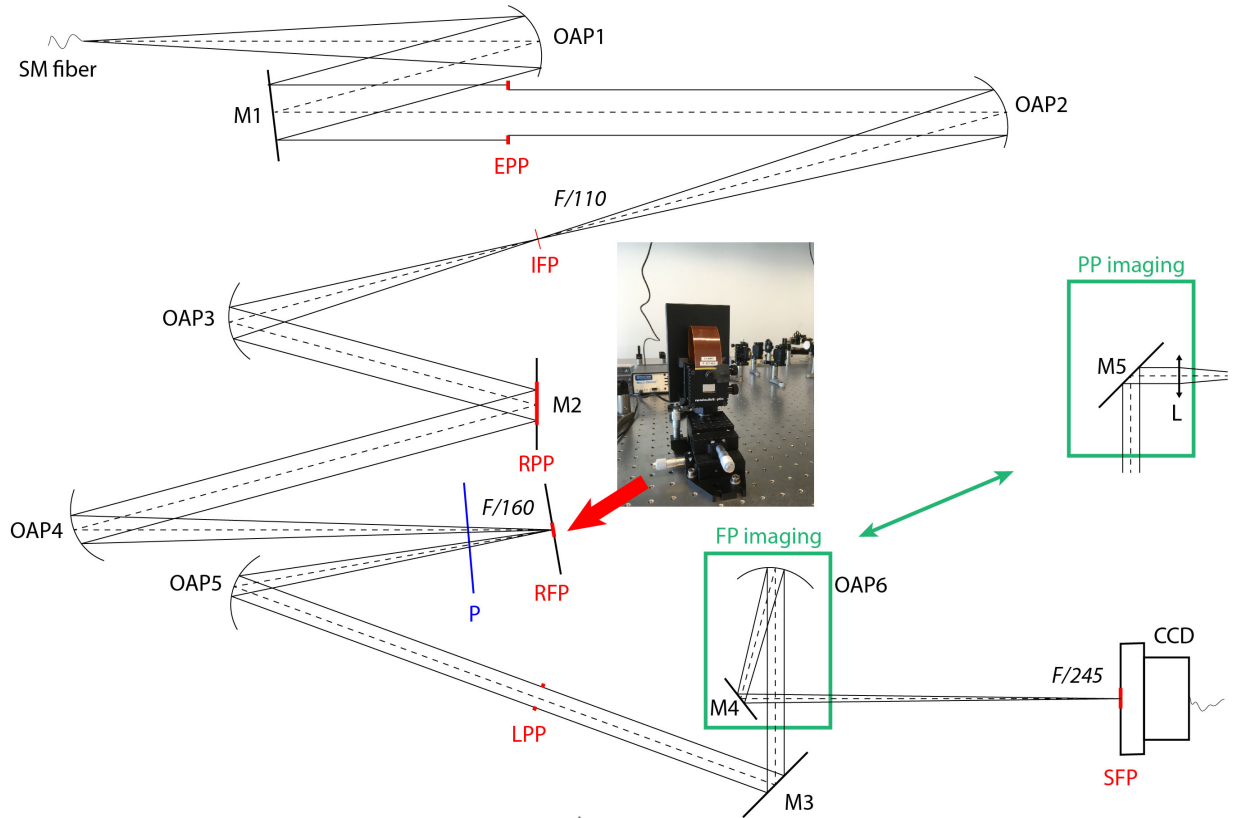 OAP1
SM fiber
M1
OAP2
EPP
F/110
IFP
PP imaging
OAP3
M5
M2
L
RPP
F/160
OAP4
FP imaging
OAP5
RFP
OAP6
P
CCD
F/245
M4
LPP
SFP
M3